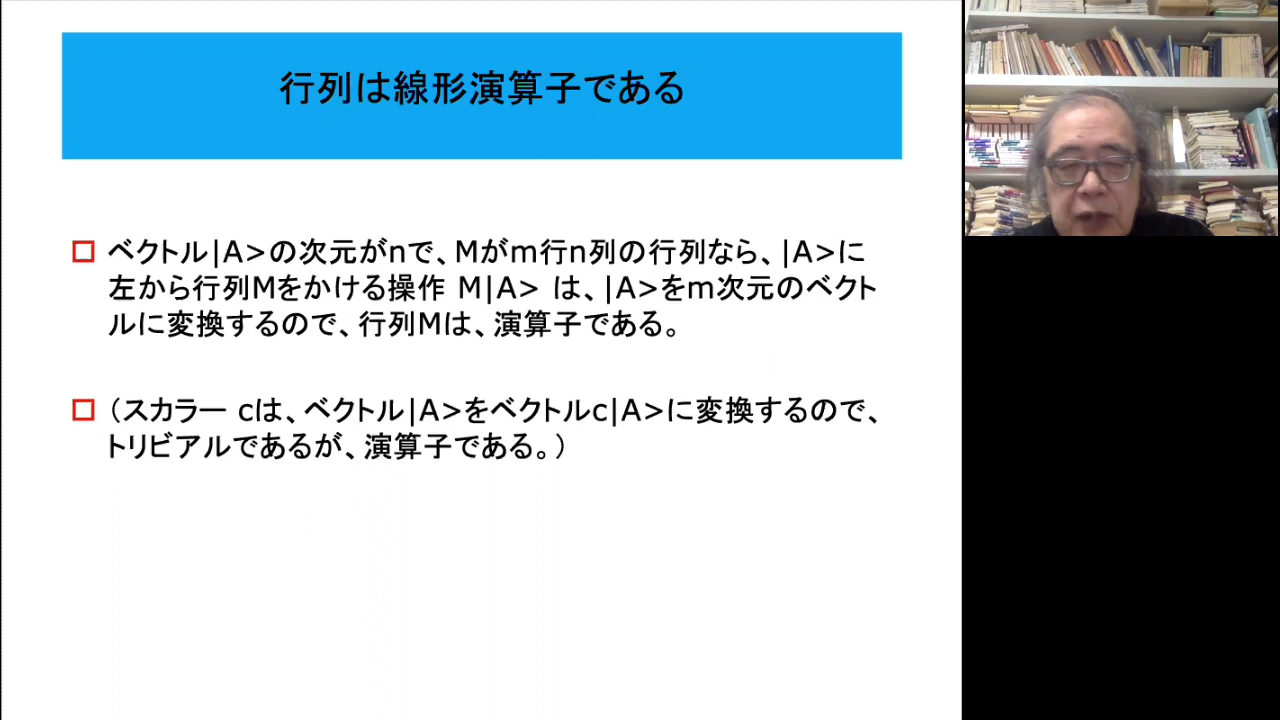 行列は線形演算子である
ベクトル|A>の次元がnで、Mがm行n列の行列なら、|A>に
左から行列Mをかける操作 M|A> は、|A>をm次元のベクト
ルに変換するので、行列Mは、演算子である。
（スカラー cは、ベクトル|A>をベクトルc|A>に変換するので、
トリビアルであるが、演算子である。）